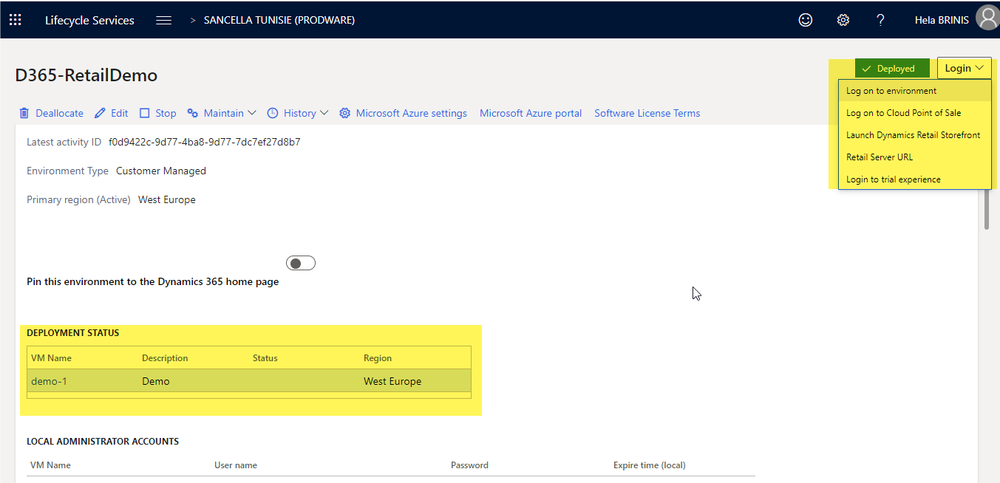 Lifecycle Services > SANCELLA TUNISIE (PRODWARE) ? Hela BRINIS
D365-RetailDemo
Deployed Login
Log on to environment
Log on to Cloud Point of Sale
Launch Dynamics Retail Storefront
Retail Server URL
Login to trial experience
Deallocate Edit Stop Maintain History Microsoft Azure settings Microsoft Azure portal Software License Terms
Latest activity ID f0d9422c-9d77-4ba8-9d77-7dc7ef27d8b7
Environment Type Customer Managed
Primary region (Active) West Europe
Pin this environment to the Dynamics 365 home page
DEPLOYMENT STATUS
VM Name Description Status Region
demo-1 Demo West Europe
LOCAL ADMINISTRATOR ACCOUNTS
VM Name User name Password Expire time (local)